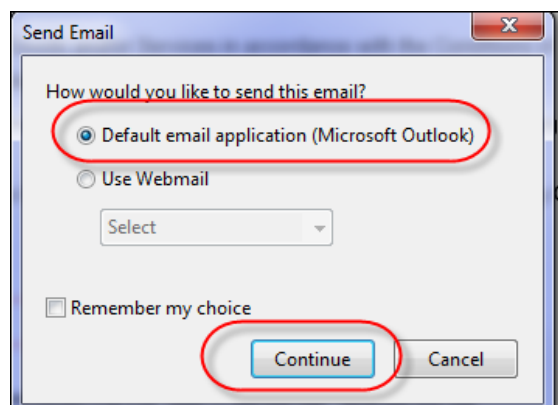 Send Email
How would you like to send this email?
Default email application (Microsoft Outlook)
Use Webmail
Select
Remember my choice
Continue
Cancel